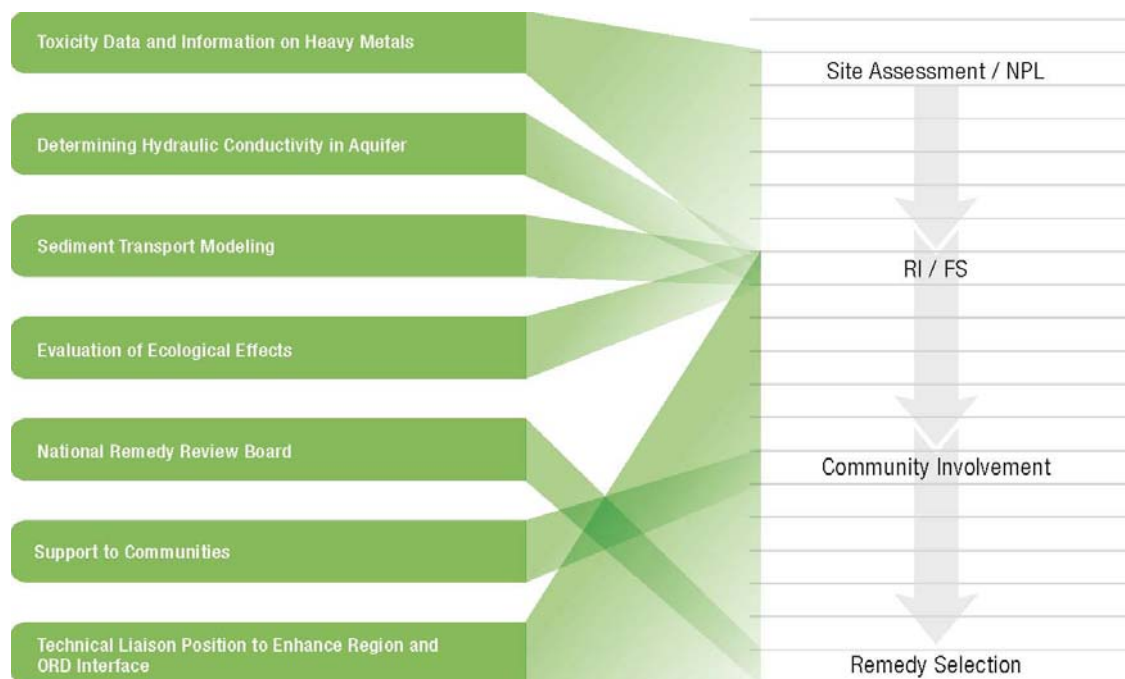 Toxicity Data and Information on Heavy Metals
Determining Hydraulic Conductivity in Aquifer
Sediment Transport Modeling
Evaluation of Ecological Effects
National Remedy Review Board
Support to Communities
Technical Liaison Position to Enhance Region and
ORD Interface
Site Assessment / NPL
RI / FS
Community Involvement
Remedy Selection